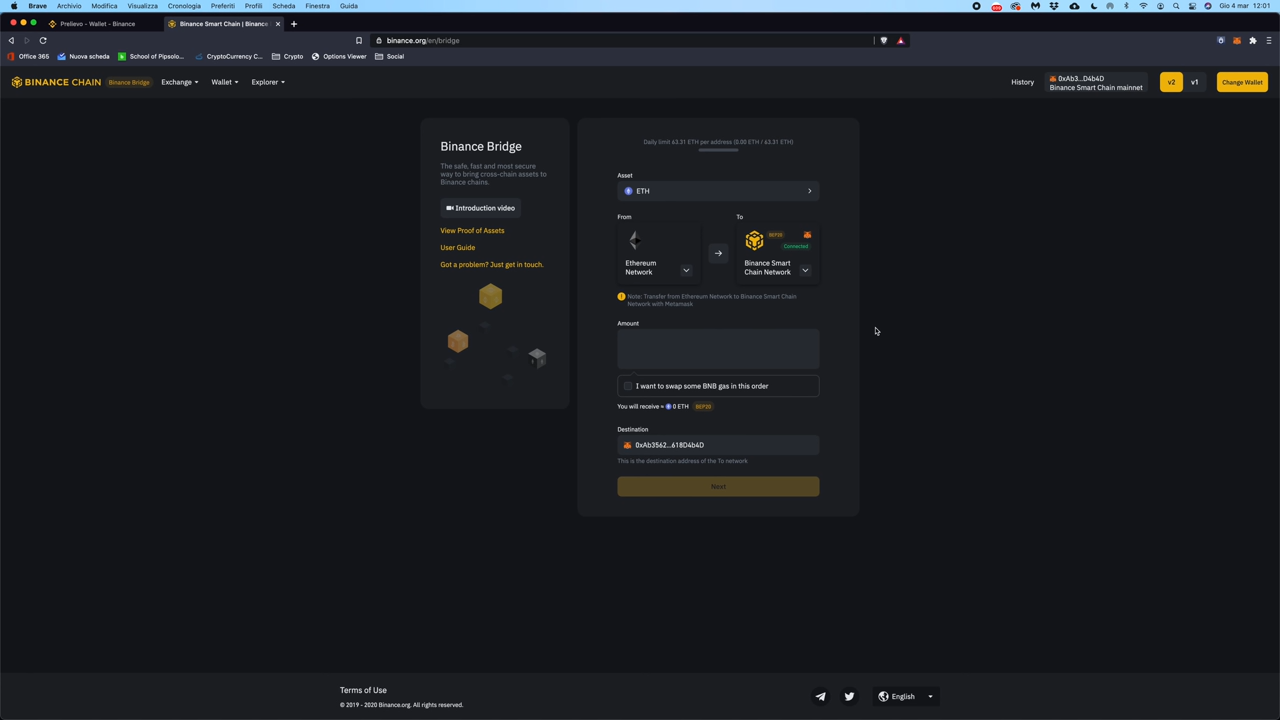 Brave Archivio Modifica Visualizza Cronologia Preferiti Profili Scheda Finestra Guida Gio 4 mar 12:01
Prelievo - Wallet - Binance
Binance Smart Chain | Binance
binance.org/en/bridge
Office 365 Nuova scheda School of Pipsolo... CryptoCurrency C... Crypto Options Viewer Social
BINANCE CHAIN Binance Bridge Exchange Wallet Explorer History
0xAb3...D4b4D
Binance Smart Chain mainnet
v2 v1 Change Wallet
Binance Bridge
The safe, fast and most secure
way to bring cross-chain assets to
Binance chains.
Introduction video
View Proof of Assets
User Guide
Got a problem? Just get in touch.
Daily limit 63.31 ETH per address (0.00 ETH / 63.31 ETH)
Asset
ETH
From To
BEP20
Connected
Ethereum
Network
Binance Smart
Chain Network
Note: Transfer from Ethereum Network to Binance Smart Chain
Network with Metamask
Amount
I want to swap some BNB gas in this order
You will receive ≈ 0 ETH BEP20
Destination
0xAb3562...618D4b4D
This is the destination address of the To network
Next
Terms of Use
© 2019 - 2020 Binance.org. All rights reserved.
English